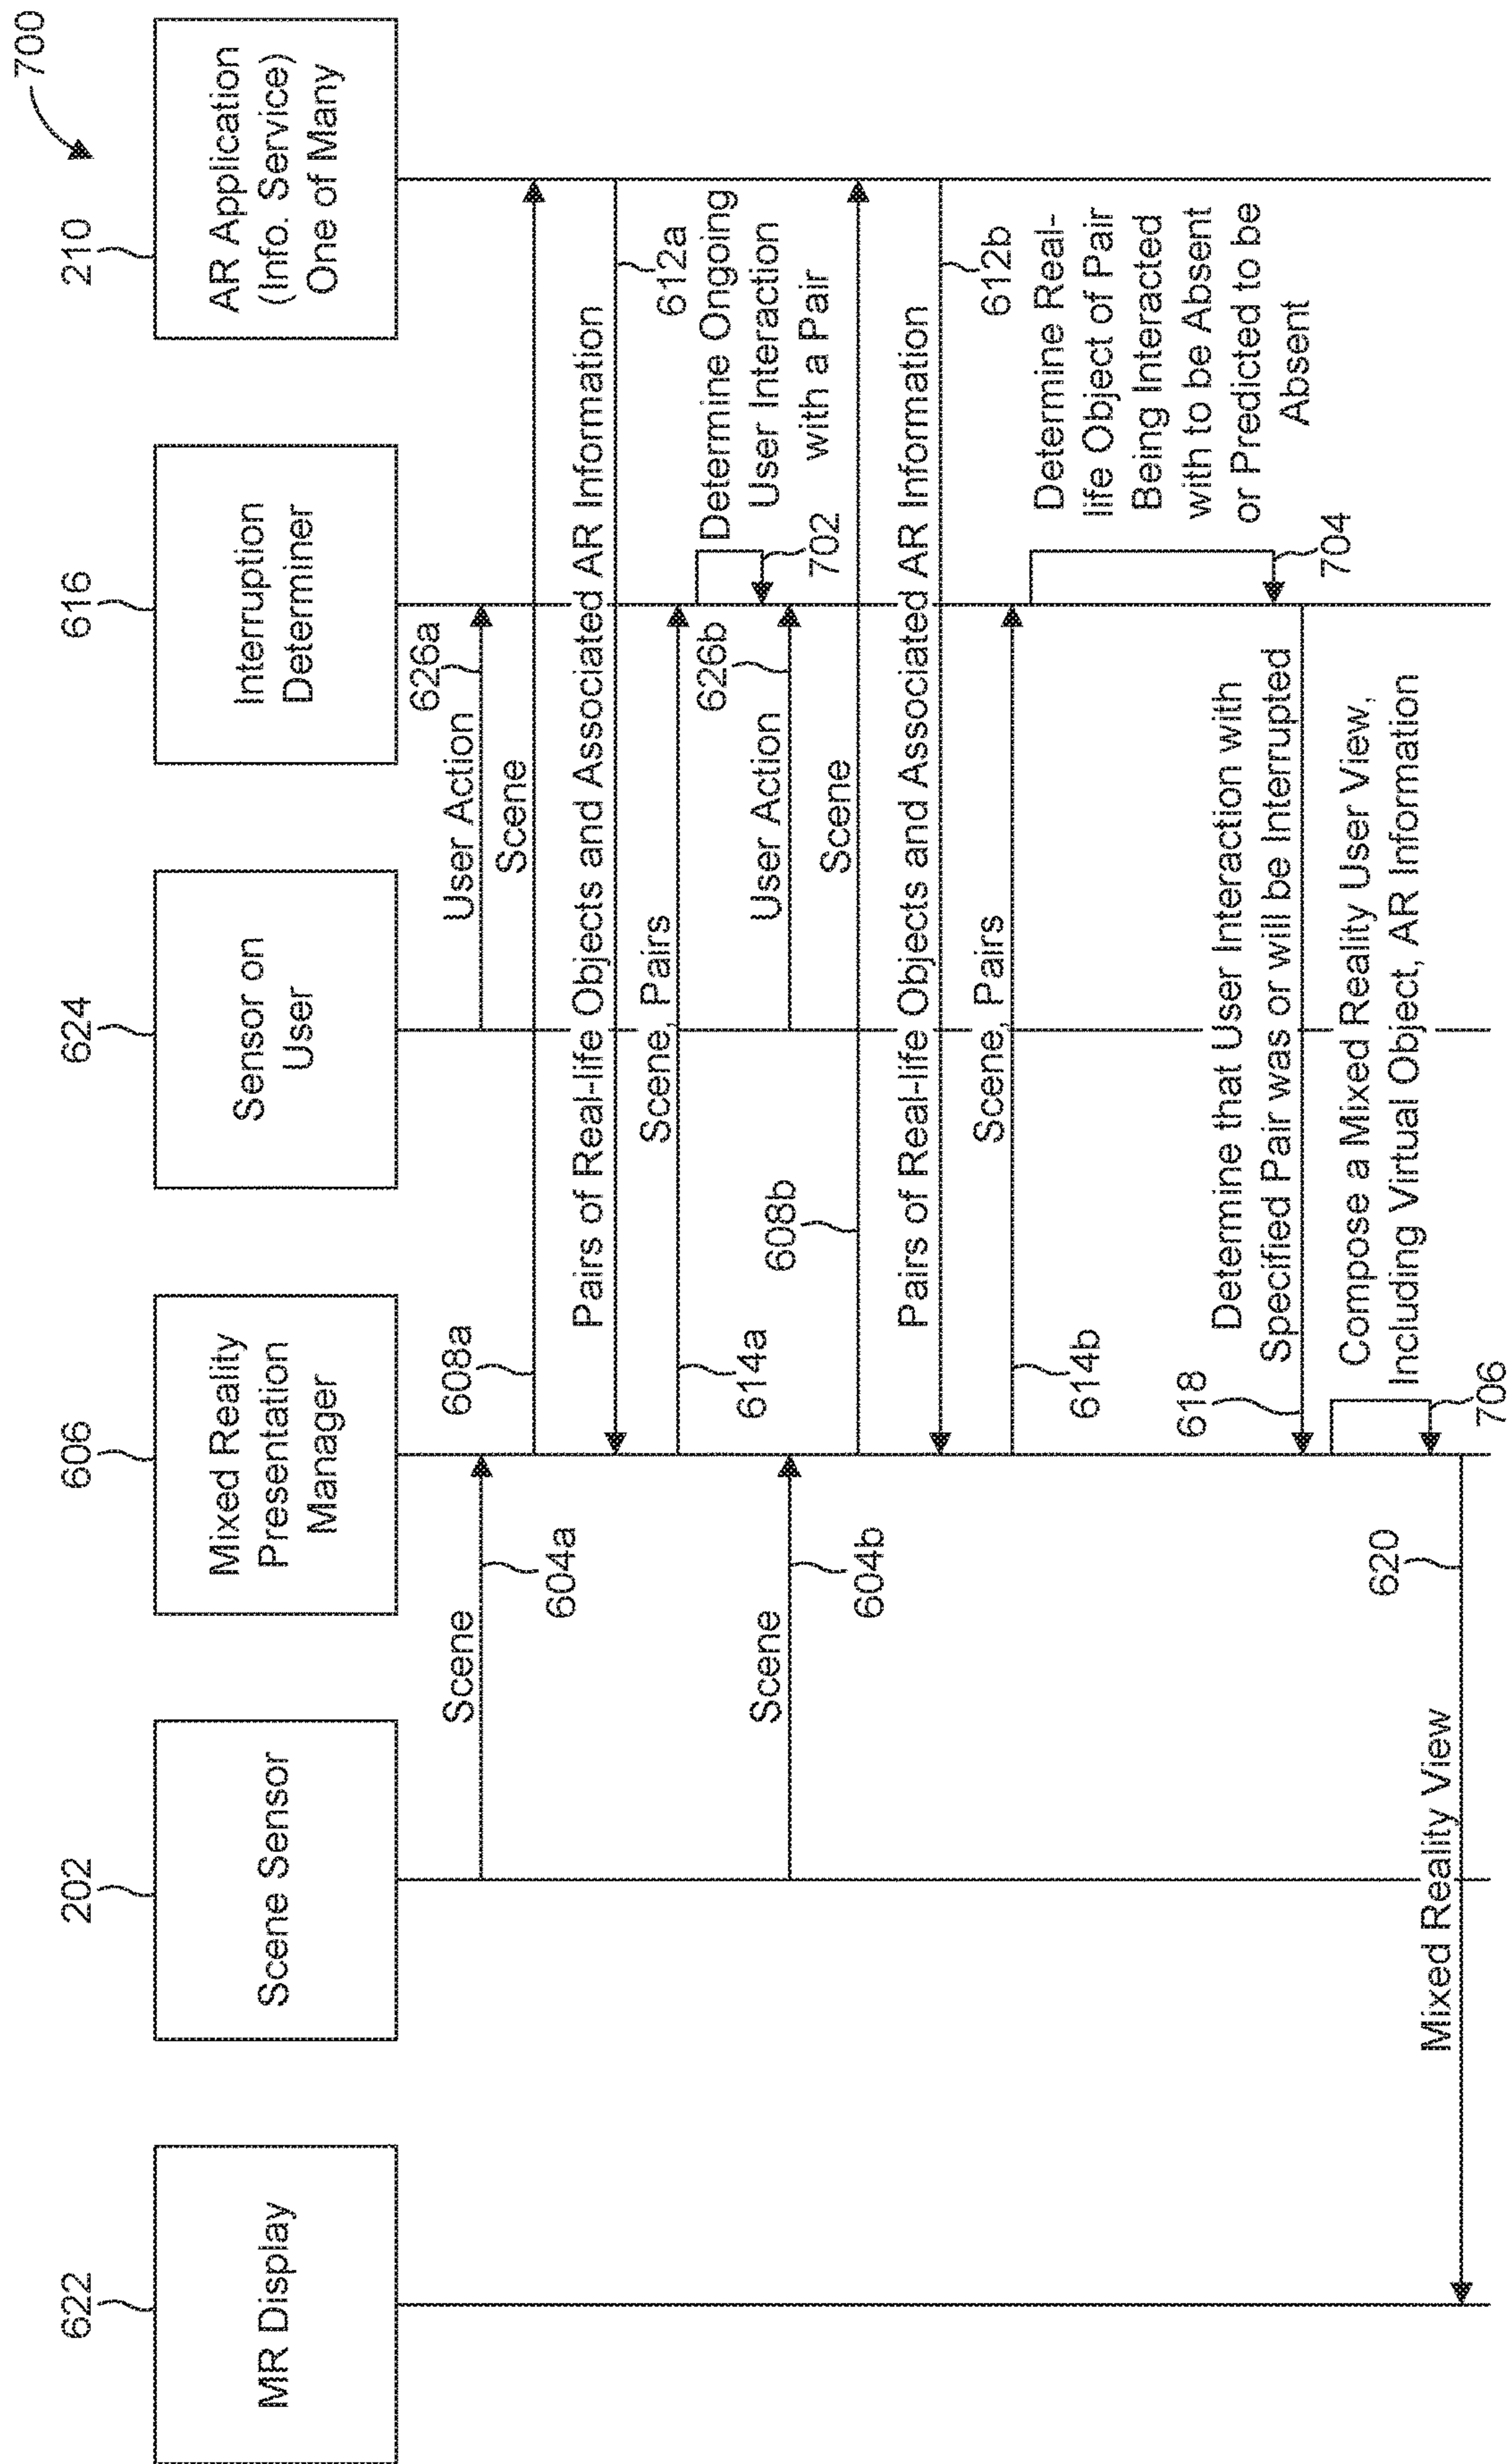 700
622
MR Display
202
Scene Sensor
606
Mixed Reality
Presentation
Manager
624
Sensor on
User
616
Interruption
Determiner
210
AR Application
(Info. Service)
One of Many
Scene
604a
User Action
626a
608a
Scene
Pairs of Real-life Objects and Associated AR Information
612a
614a
Scene, Pairs
Determine Ongoing
User Interaction
with a Pair
702
Scene
604b
User Action
626b
608b
Scene
Pairs of Real-life Objects and Associated AR Information
612b
614b
Scene, Pairs
Determine Real-
life Object of Pair
Being Interacted
with to be Absent
or Predicted to be
Absent
704
Determine that User Interaction with
Specified Pair was or will be Interrupted
618
Compose a Mixed Reality User View,
Including Virtual Object, AR Information
706
Mixed Reality View
620